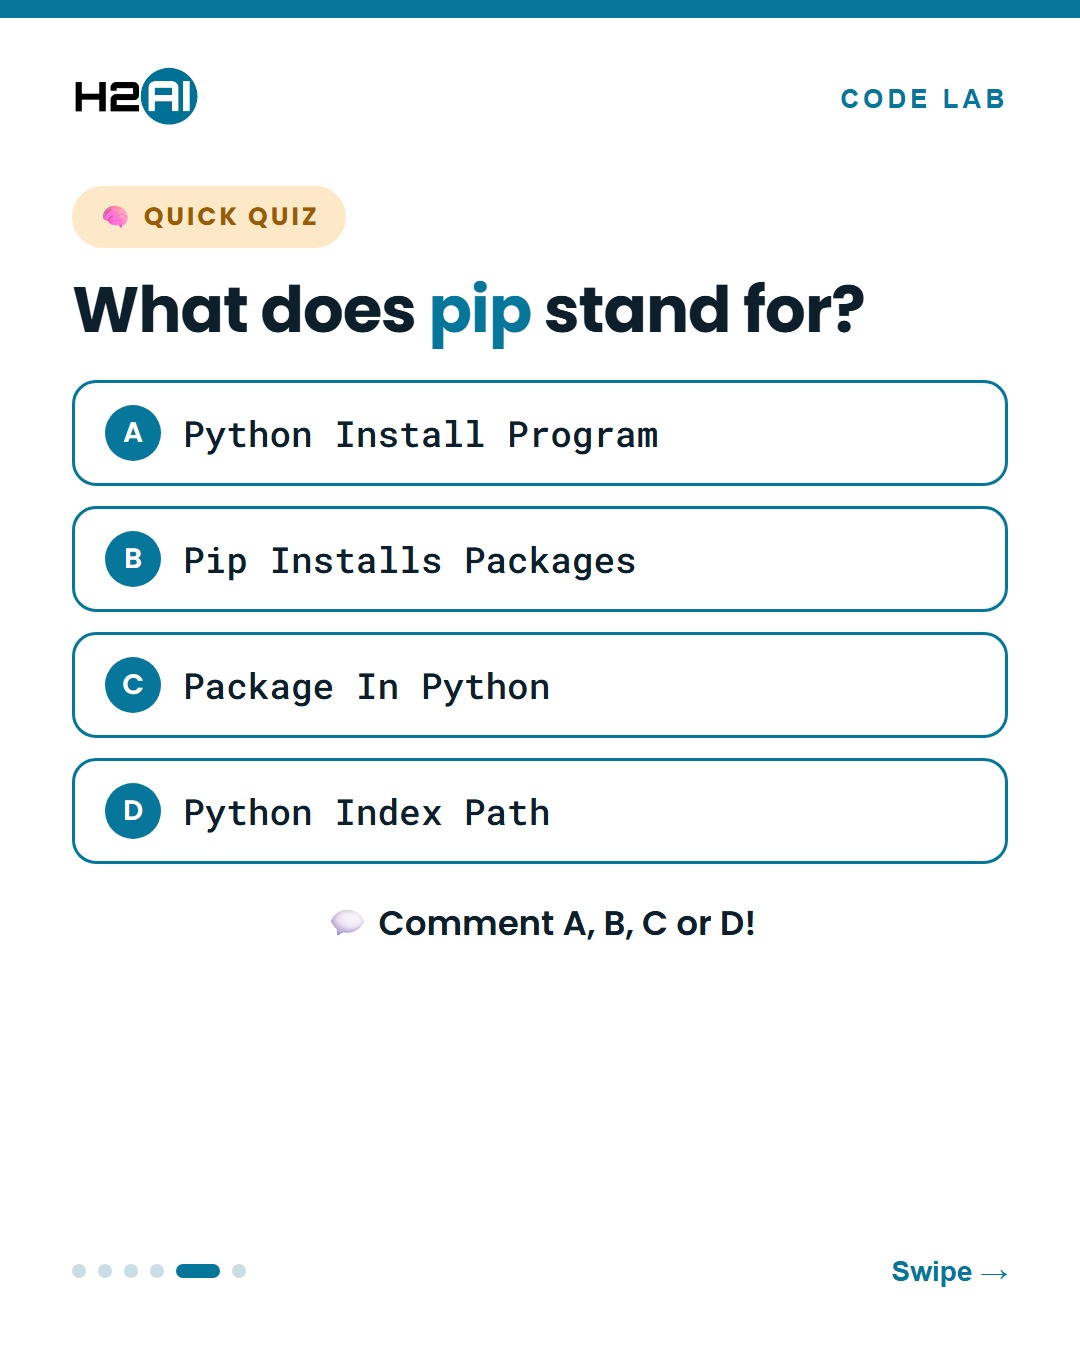 H2AI
CODE LAB
🧠 QUICK QUIZ
What does pip stand for?
A Python Install Program
B Pip Installs Packages
C Package In Python
D Python Index Path
💬 Comment A, B, C or D!
Swipe →